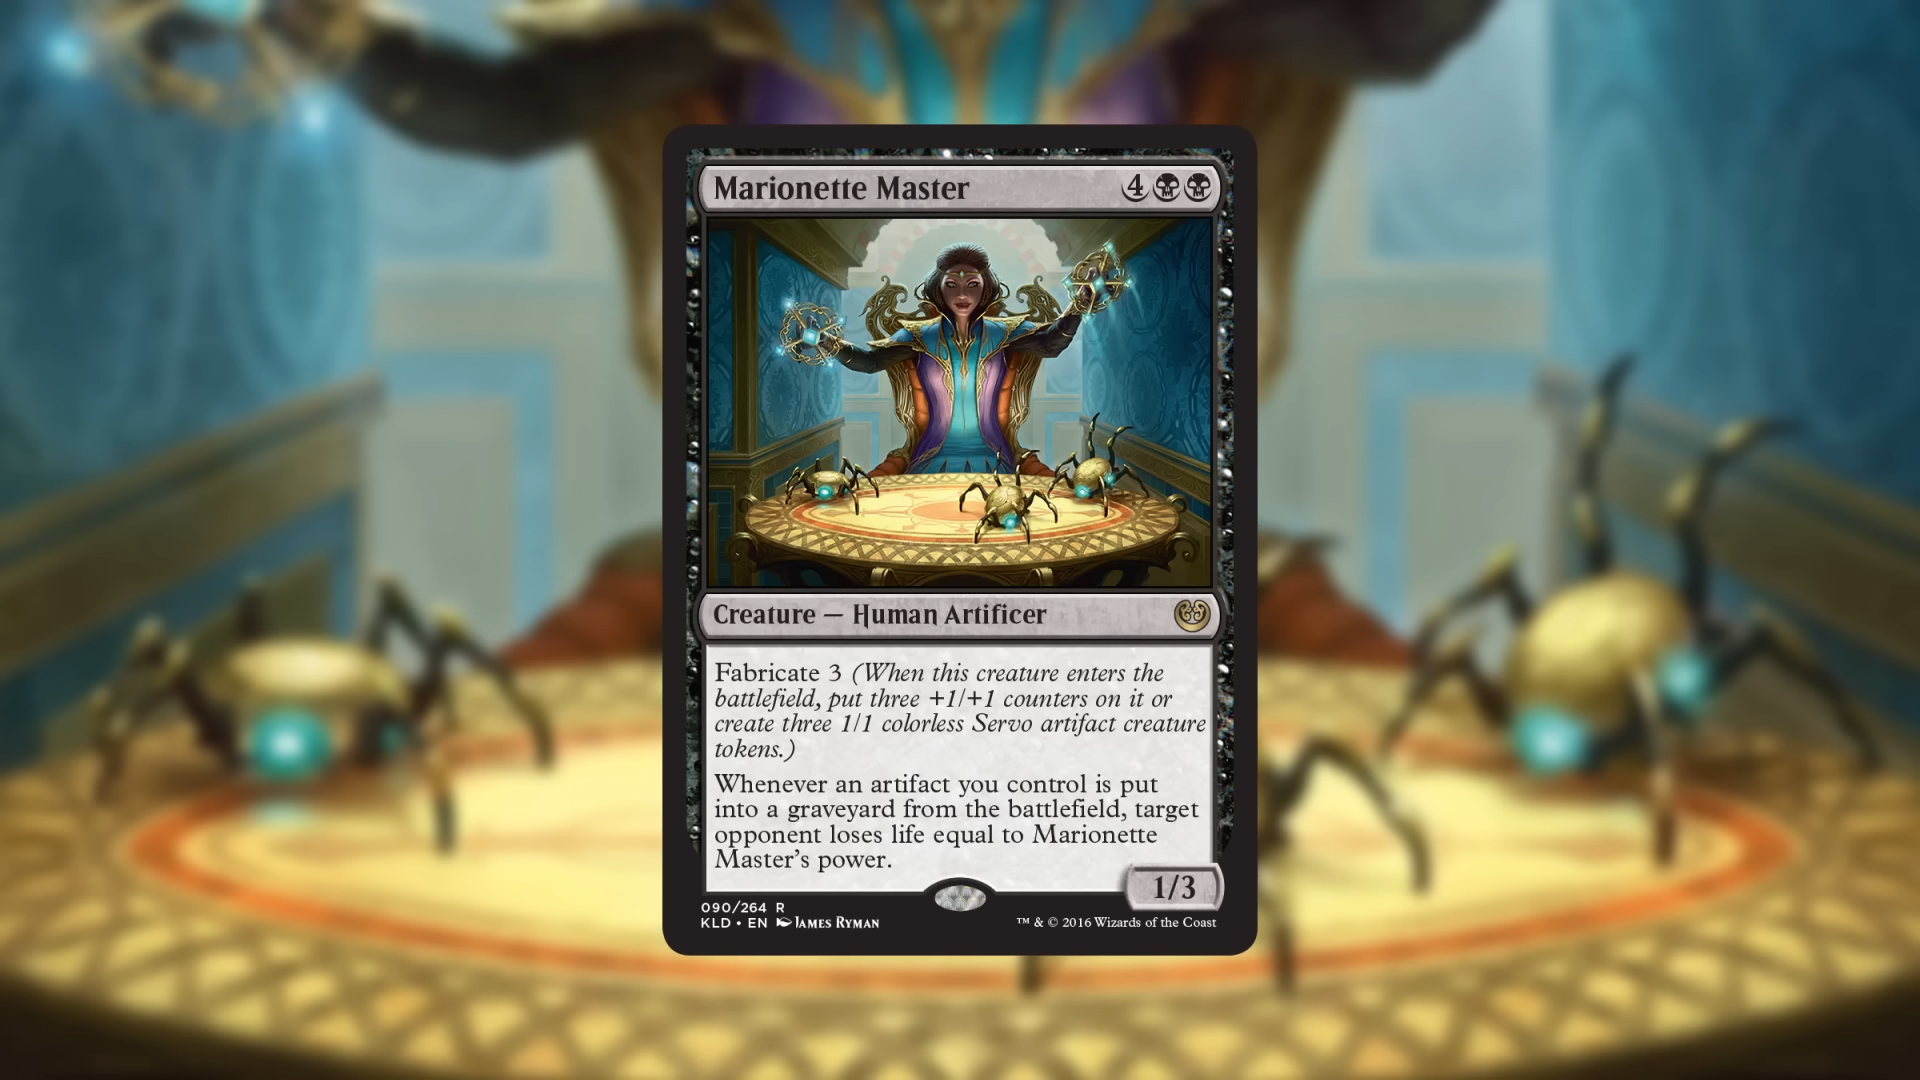 Marionette Master 4
Creature — Human Artificer
Fabricate 3 (When this creature enters the
battlefield, put three +1/+1 counters on it or
create three 1/1 colorless Servo artifact creature
tokens.)
Whenever an artifact you control is put
into a graveyard from the battlefield, target
opponent loses life equal to Marionette
Master's power.
1/3
090/264 R
KLD • EN James Ryman
™ & © 2016 Wizards of the Coast